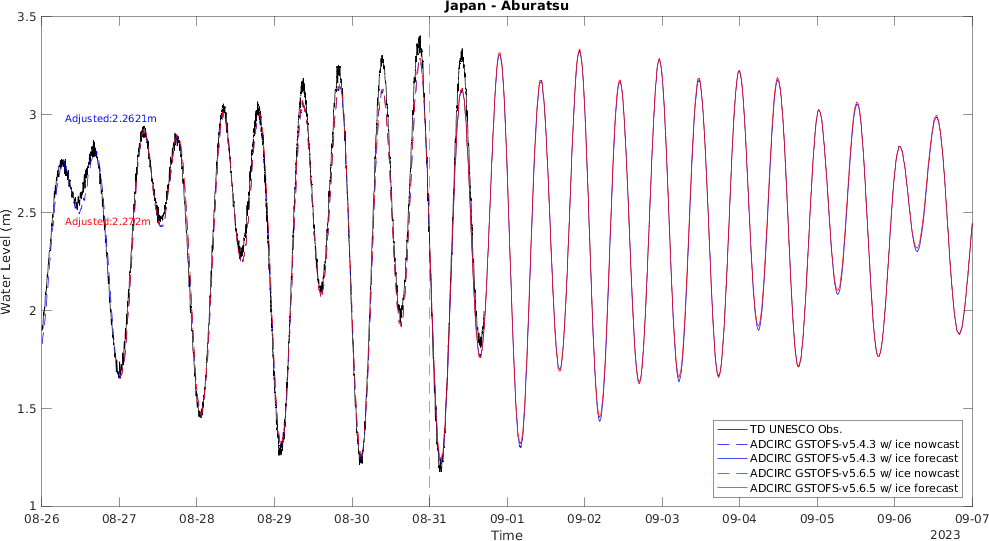 Japan - Aburatsu
3.5
3
2.5
2
1.5
1
Water Level (m)
Adjusted:2.2621m
Adjusted:2.272m
TD UNESCO Obs.
ADCIRC GSTOFS-v5.4.3 w/ ice nowcast
ADCIRC GSTOFS-v5.4.3 w/ ice forecast
ADCIRC GSTOFS-v5.6.5 w/ ice nowcast
ADCIRC GSTOFS-v5.6.5 w/ ice forecast
08-26 08-27 08-28 08-29 08-30 08-31 09-01 09-02 09-03 09-04 09-05 09-06 09-07
Time
2023